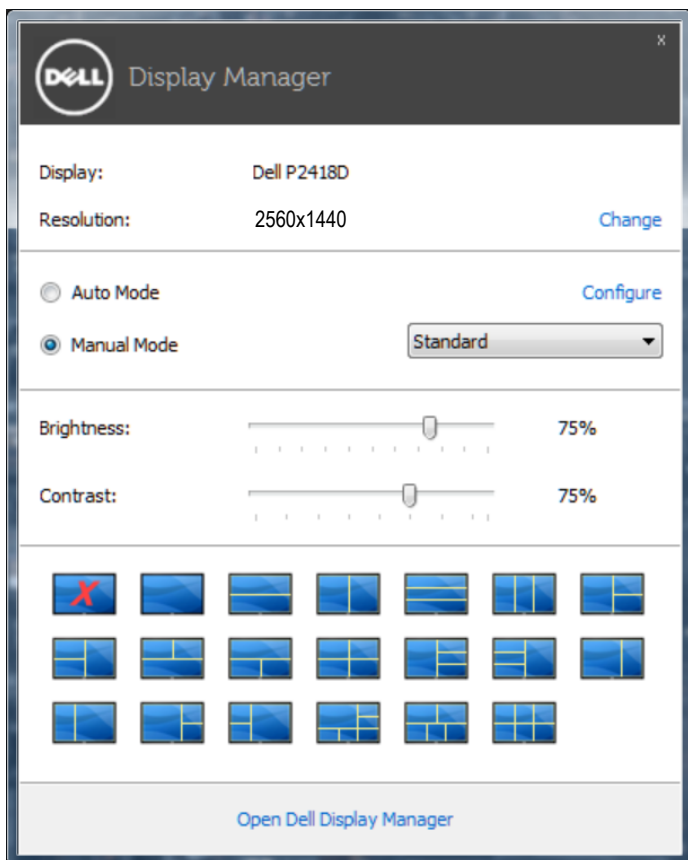 x
DELL Display Manager
Display: Dell P2418D
Resolution: 2560x1440 Change
Auto Mode Configure
Manual Mode Standard
Brightness: 75%
Contrast: 75%
X
Open Dell Display Manager